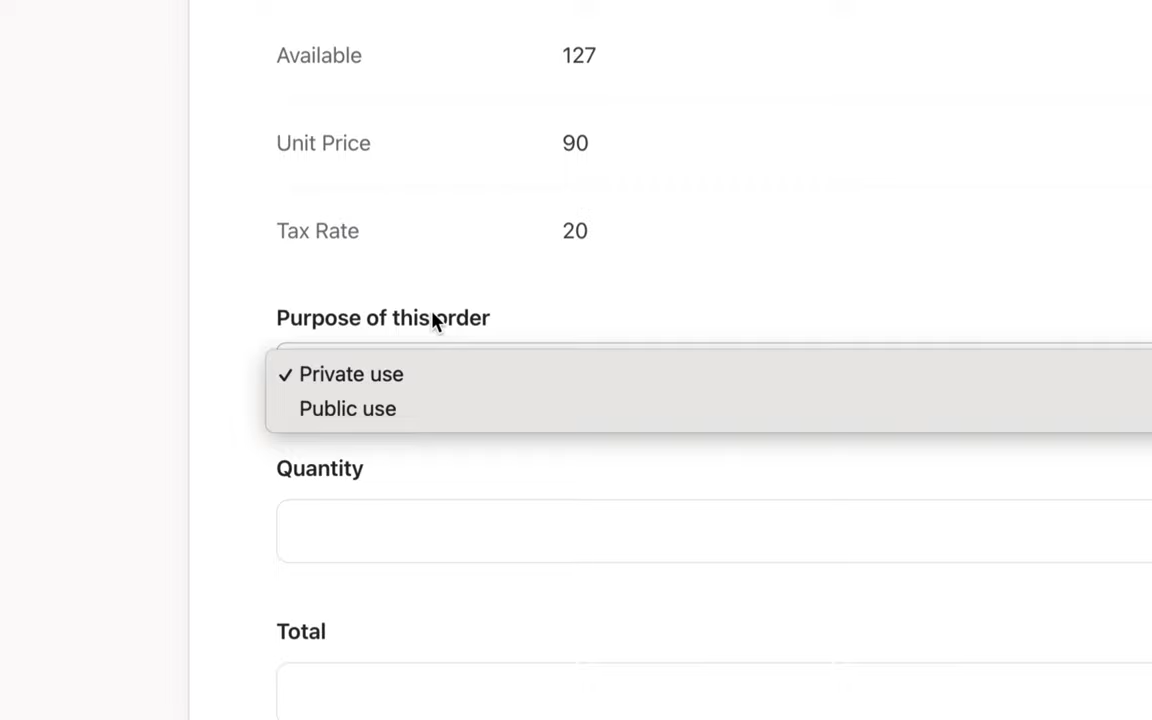 Available 127
Unit Price 90
Tax Rate 20
Purpose of this order
✓ Private use
Public use
Quantity
Total